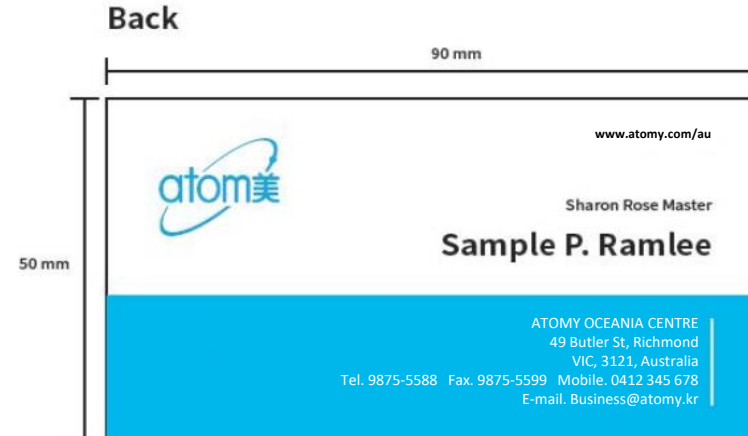 Back
90 mm
www.atomy.com/au
atom美
Sharon Rose Master
Sample P. Ramlee
50 mm
ATOMY OCEANIA CENTRE
49 Butler St, Richmond
VIC, 3121, Australia
Tel. 9875-5588 Fax. 9875-5599 Mobile. 0412 345 678
E-mail. Business@atomy.kr